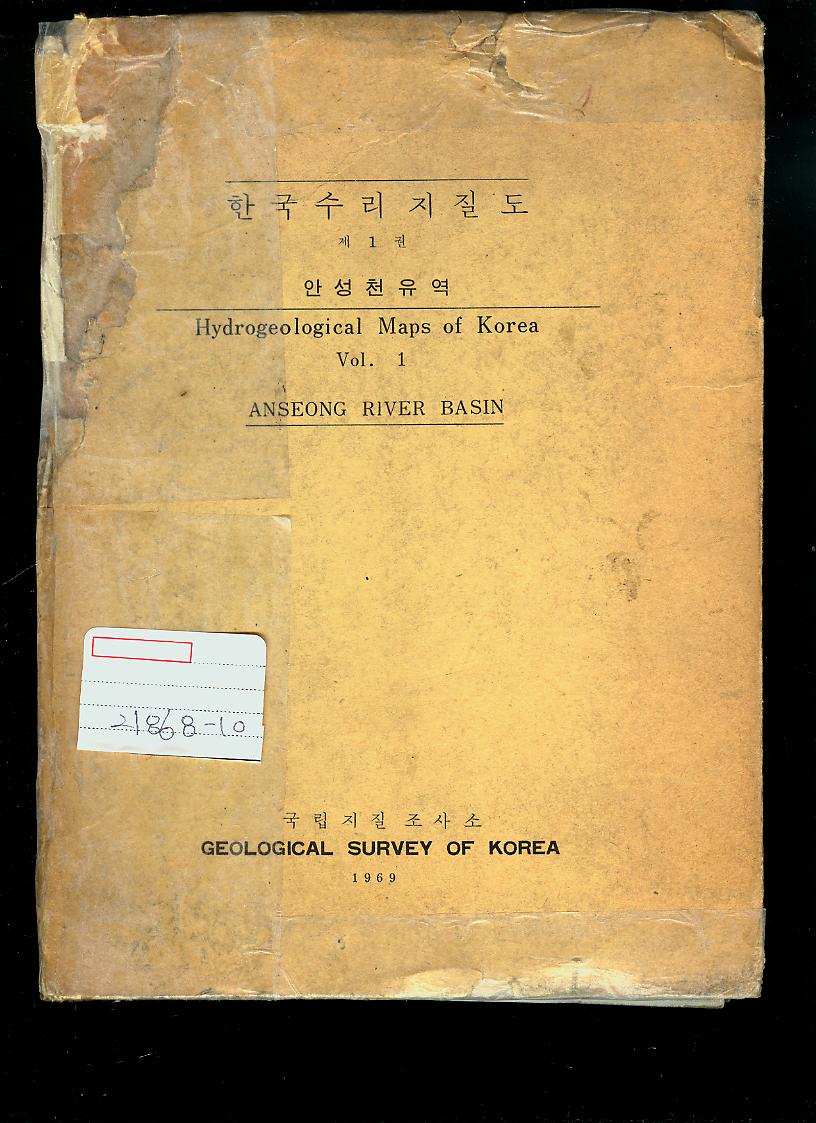 한국수리지질도
제 1 권
안성천유역
Hydrogeological Maps of Korea
Vol. 1
ANSEONG RIVER BASIN
21868-10
국립지질조사소
GEOLOGICAL SURVEY OF KOREA
1969